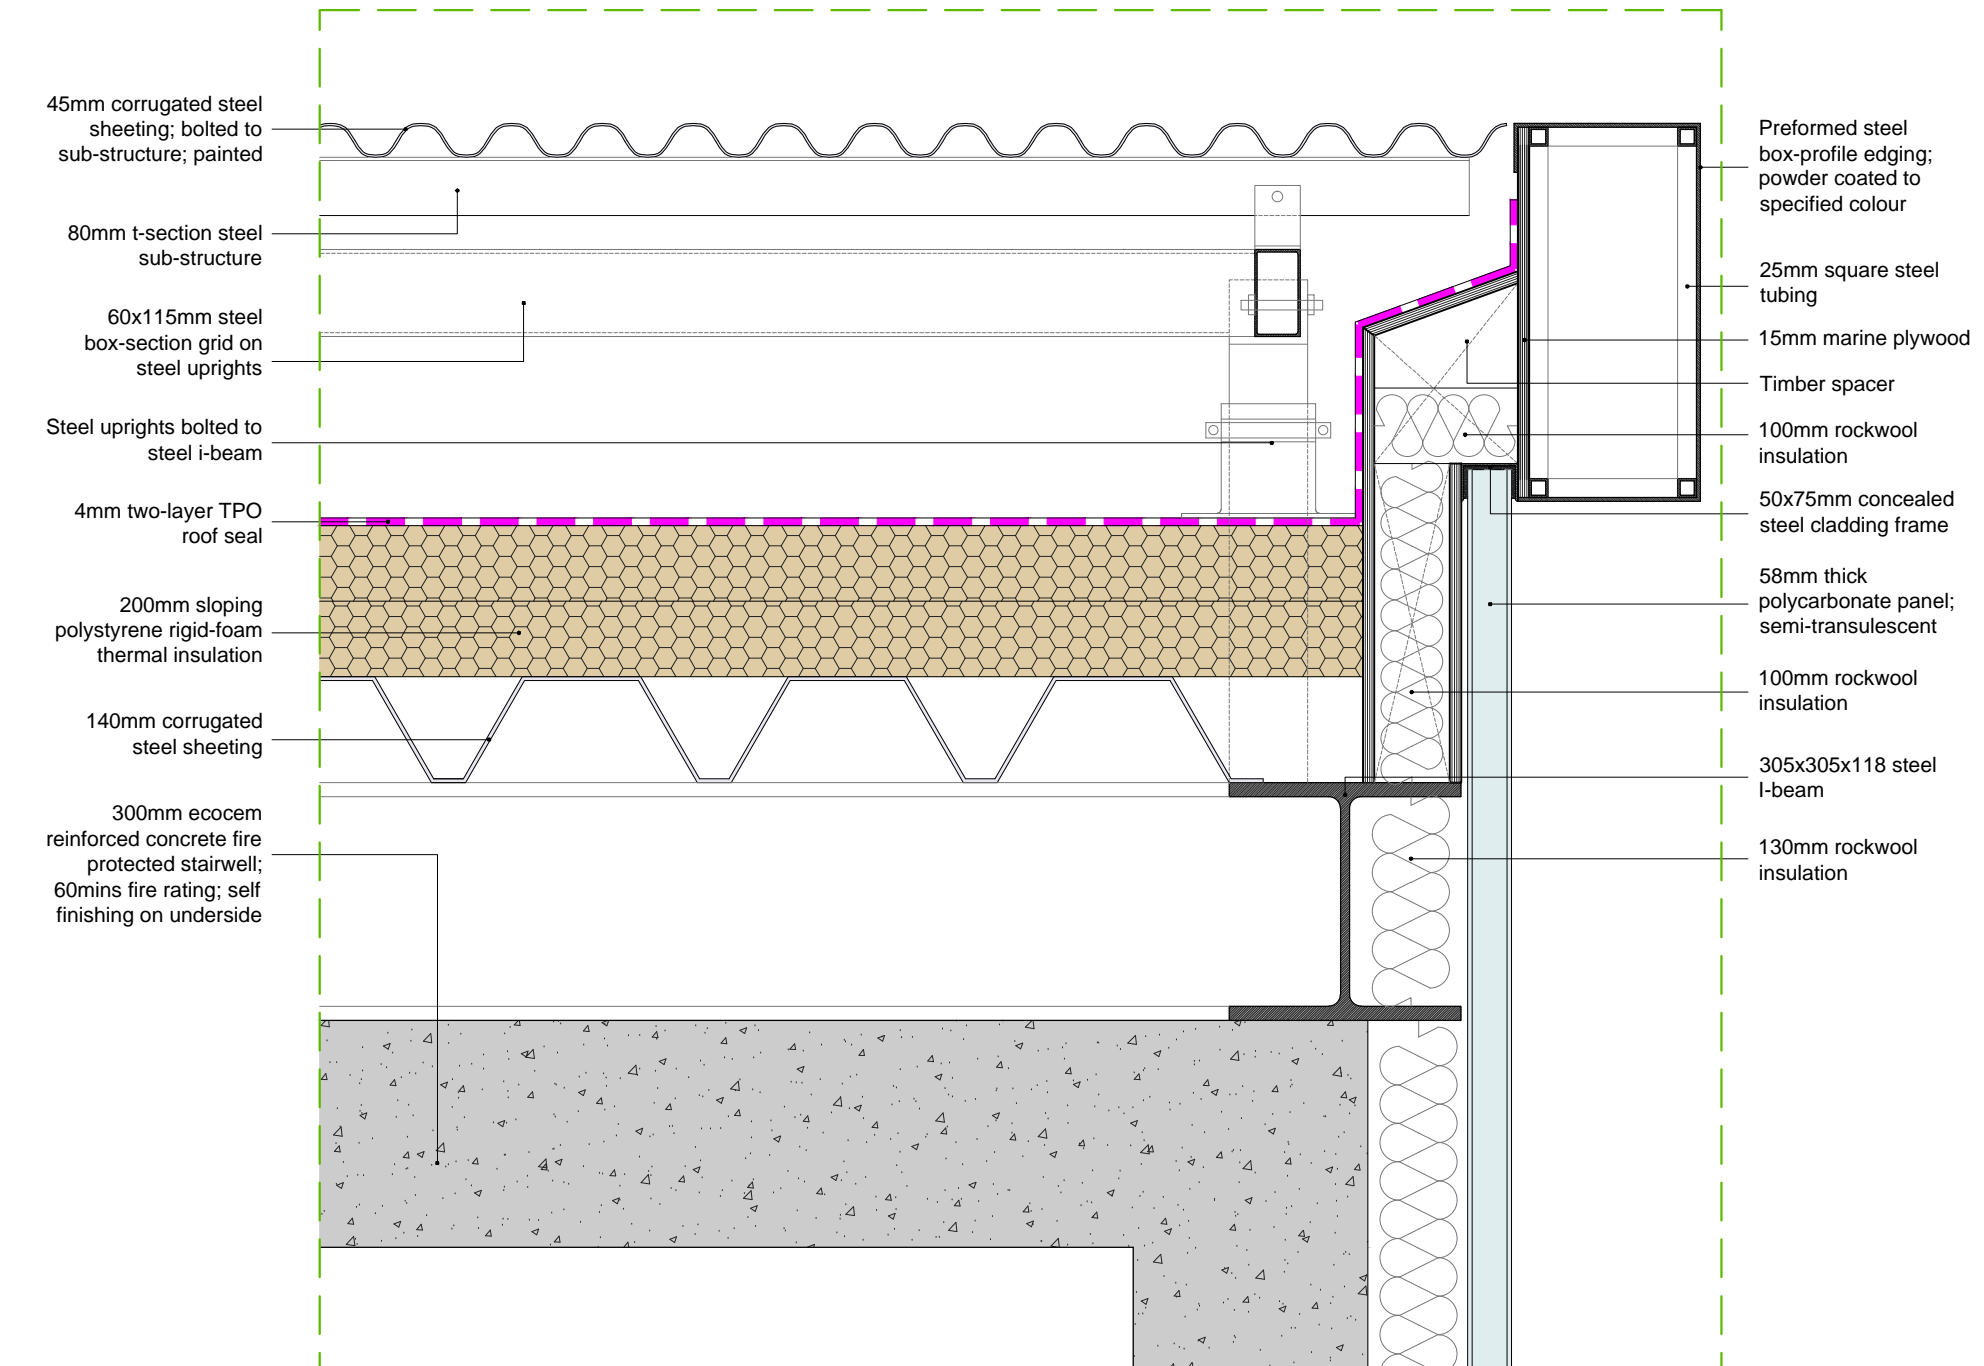 45mm corrugated steel
sheeting; bolted to
sub-structure; painted
80mm t-section steel
sub-structure
60x115mm steel
box-section grid on
steel uprights
Steel uprights bolted to
steel i-beam
4mm two-layer TPO
roof seal
200mm sloping
polystyrene rigid-foam
thermal insulation
140mm corrugated
steel sheeting
300mm ecocem
reinforced concrete fire
protected stairwell;
60mins fire rating; self
finishing on underside
Preformed steel
box-profile edging;
powder coated to
specified colour
25mm square steel
tubing
15mm marine plywood
Timber spacer
100mm rockwool
insulation
50x75mm concealed
steel cladding frame
58mm thick
polycarbonate panel;
semi-transulescent
100mm rockwool
insulation
305x305x118 steel
I-beam
130mm rockwool
insulation